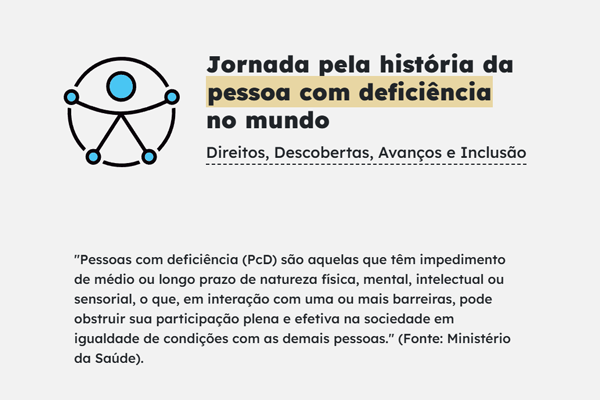 Jornada pela história da
pessoa com deficiência
no mundo
Direitos, Descobertas, Avanços e Inclusão
"Pessoas com deficiência (PcD) são aquelas que têm impedimento
de médio ou longo prazo de natureza física, mental, intelectual ou
sensorial, o que, em interação com uma ou mais barreiras, pode
obstruir sua participação plena e efetiva na sociedade em
igualdade de condições com as demais pessoas." (Fonte: Ministério
da Saúde).